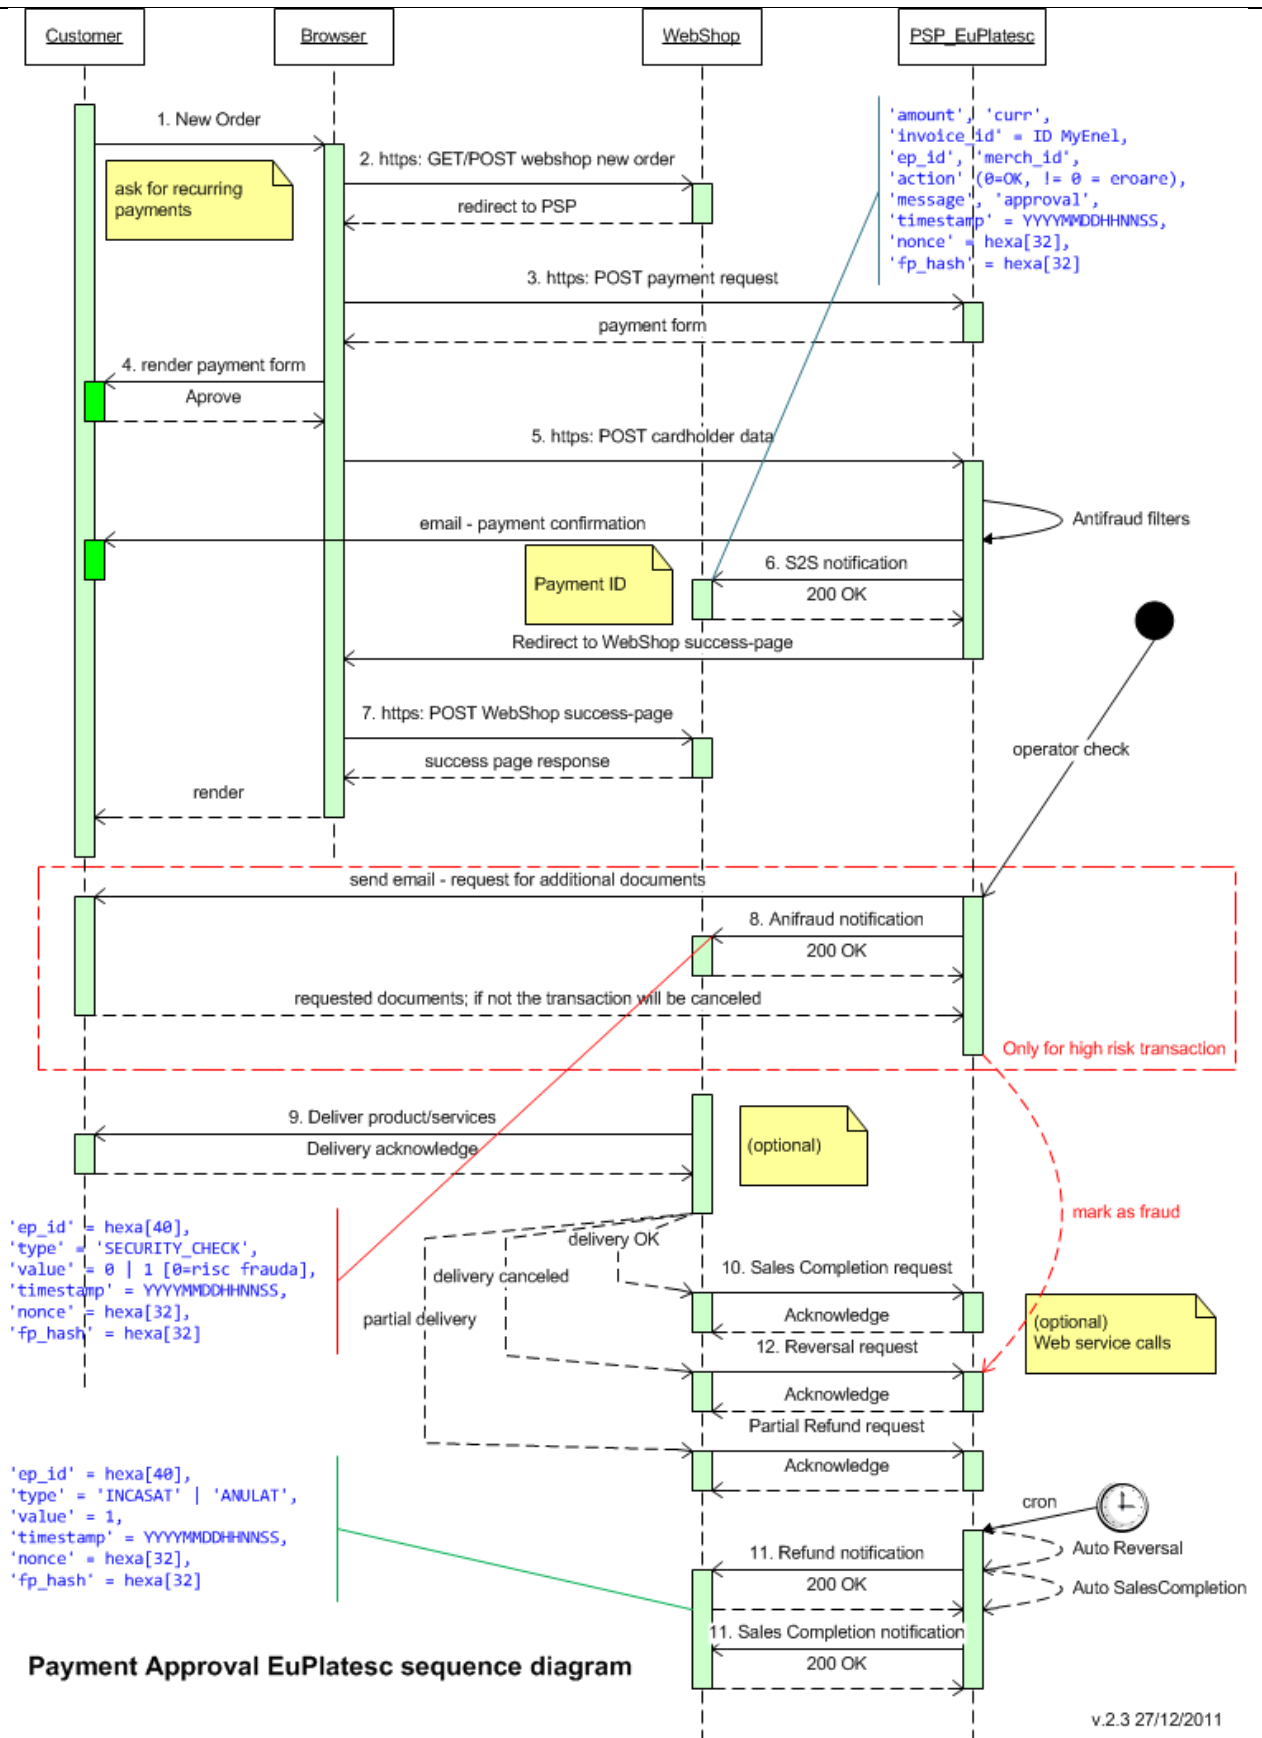 Customer
Browser
WebShop
PSP_EuPlatesc
1. New Order
ask for recurring
payments
2. https: GET/POST webshop new order
redirect to PSP
'amount', 'curr',
'invoice_id' = ID MyEnel,
'ep_id', 'merch_id',
'action' (0=OK, != 0 = eroare),
'message', 'approval',
'timestamp' = YYYYMMDDHHNNSS,
'nonce' = hexa[32],
'fp_hash' = hexa[32]
3. https: POST payment request
payment form
4. render payment form
Aprove
5. https: POST cardholder data
Antifraud filters
email - payment confirmation
Payment ID
6. S2S notification
200 OK
Redirect to WebShop success-page
7. https: POST WebShop success-page
success page response
operator check
render
send email - request for additional documents
8. Anifraud notification
200 OK
requested documents; if not the transaction will be canceled
Only for high risk transaction
9. Deliver product/services
Delivery acknowledge
(optional)
mark as fraud
'ep_id' = hexa[40],
'type' = 'SECURITY_CHECK',
'value' = 0 | 1 [0=risc frauda],
'timestamp' = YYYYMMDDHHNNSS,
'nonce' = hexa[32],
'fp_hash' = hexa[32]
delivery OK
delivery canceled
partial delivery
10. Sales Completion request
Acknowledge
(optional)
Web service calls
12. Reversal request
Acknowledge
Partial Refund request
Acknowledge
'ep_id' = hexa[40],
'type' = 'INCASAT' | 'ANULAT',
'value' = 1,
'timestamp' = YYYYMMDDHHNNSS,
'nonce' = hexa[32],
'fp_hash' = hexa[32]
cron
Auto Reversal
11. Refund notification
200 OK
Auto SalesCompletion
11. Sales Completion notification
200 OK
Payment Approval EuPlatesc sequence diagram
v.2.3 27/12/2011